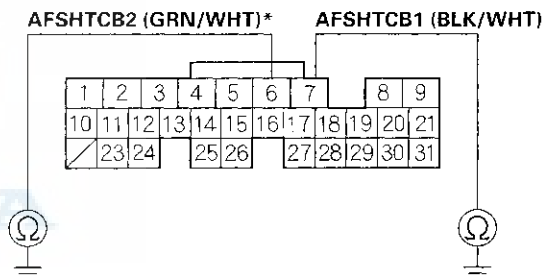 AFSHTCB2 (GRN/WHT)* AFSHTCB1 (BLK/WHT)
1 2 3 4 5 6 7 8 9
10 11 12 13 14 15 16 17 18 19 20 21
23 24 25 26 27 28 29 30 31
Ω Ω